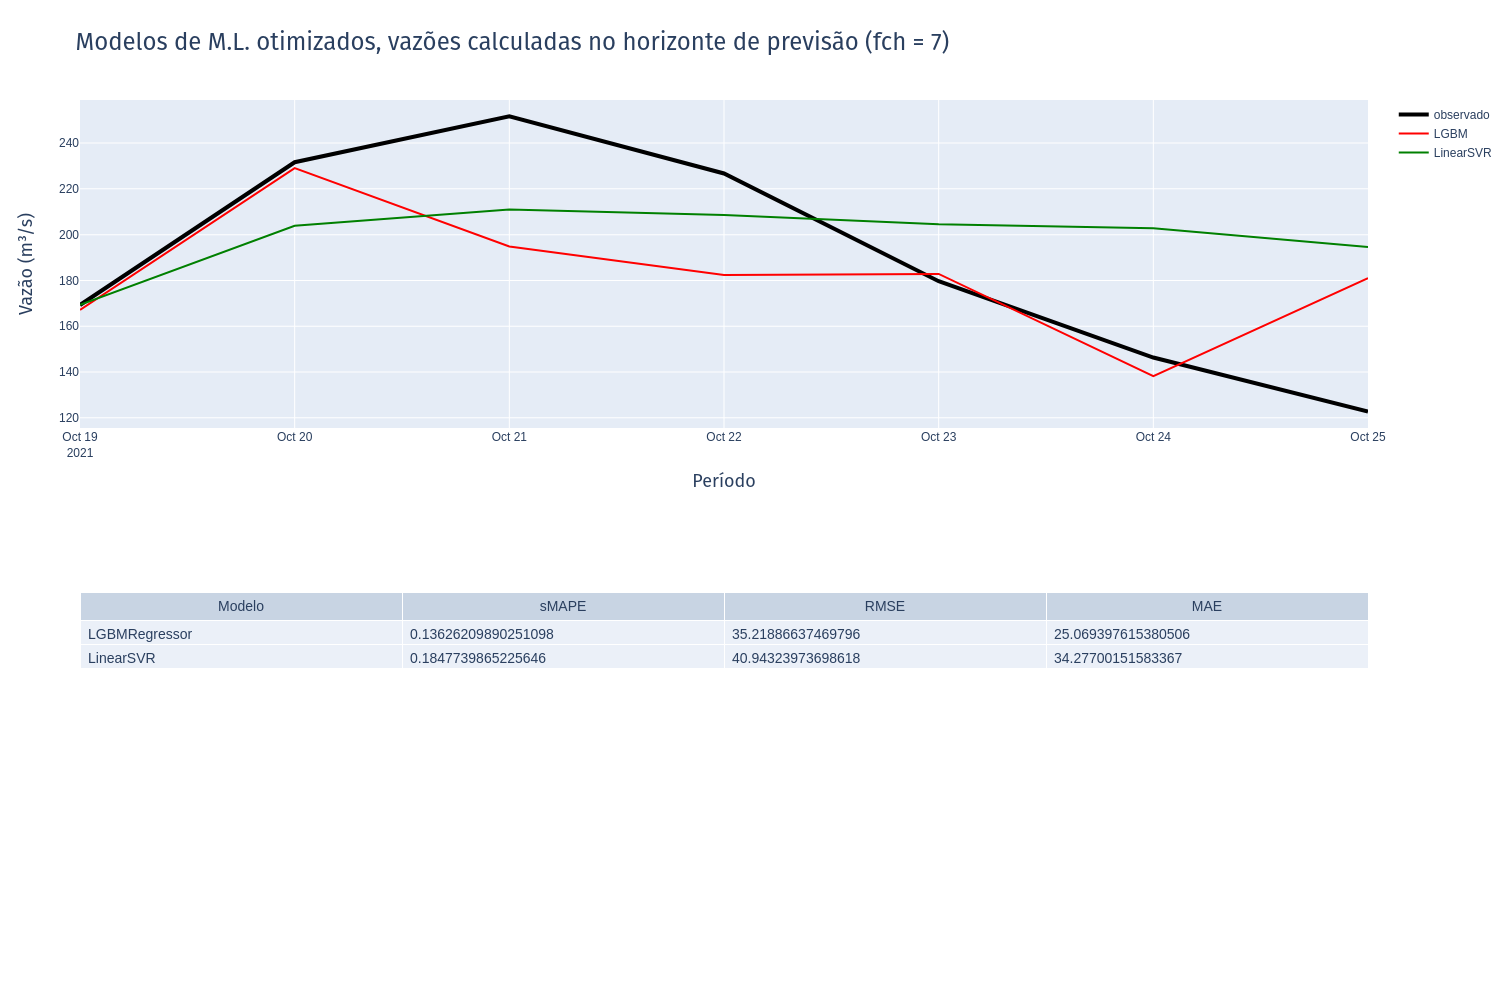 Modelos de M.L. otimizados, vazões calculadas no horizonte de previsão (fch = 7)
observado
LGBM
LinearSVR
Vazão (m³/s)
240
220
200
180
160
140
120
Oct 19 Oct 20 Oct 21 Oct 22 Oct 23 Oct 24 Oct 25
2021
Período
Modelo sMAPE RMSE MAE
LGBMRegressor 0.13626209890251098 35.21886637469796 25.069397615380506
LinearSVR 0.1847739865225646 40.94323973698618 34.27700151583367